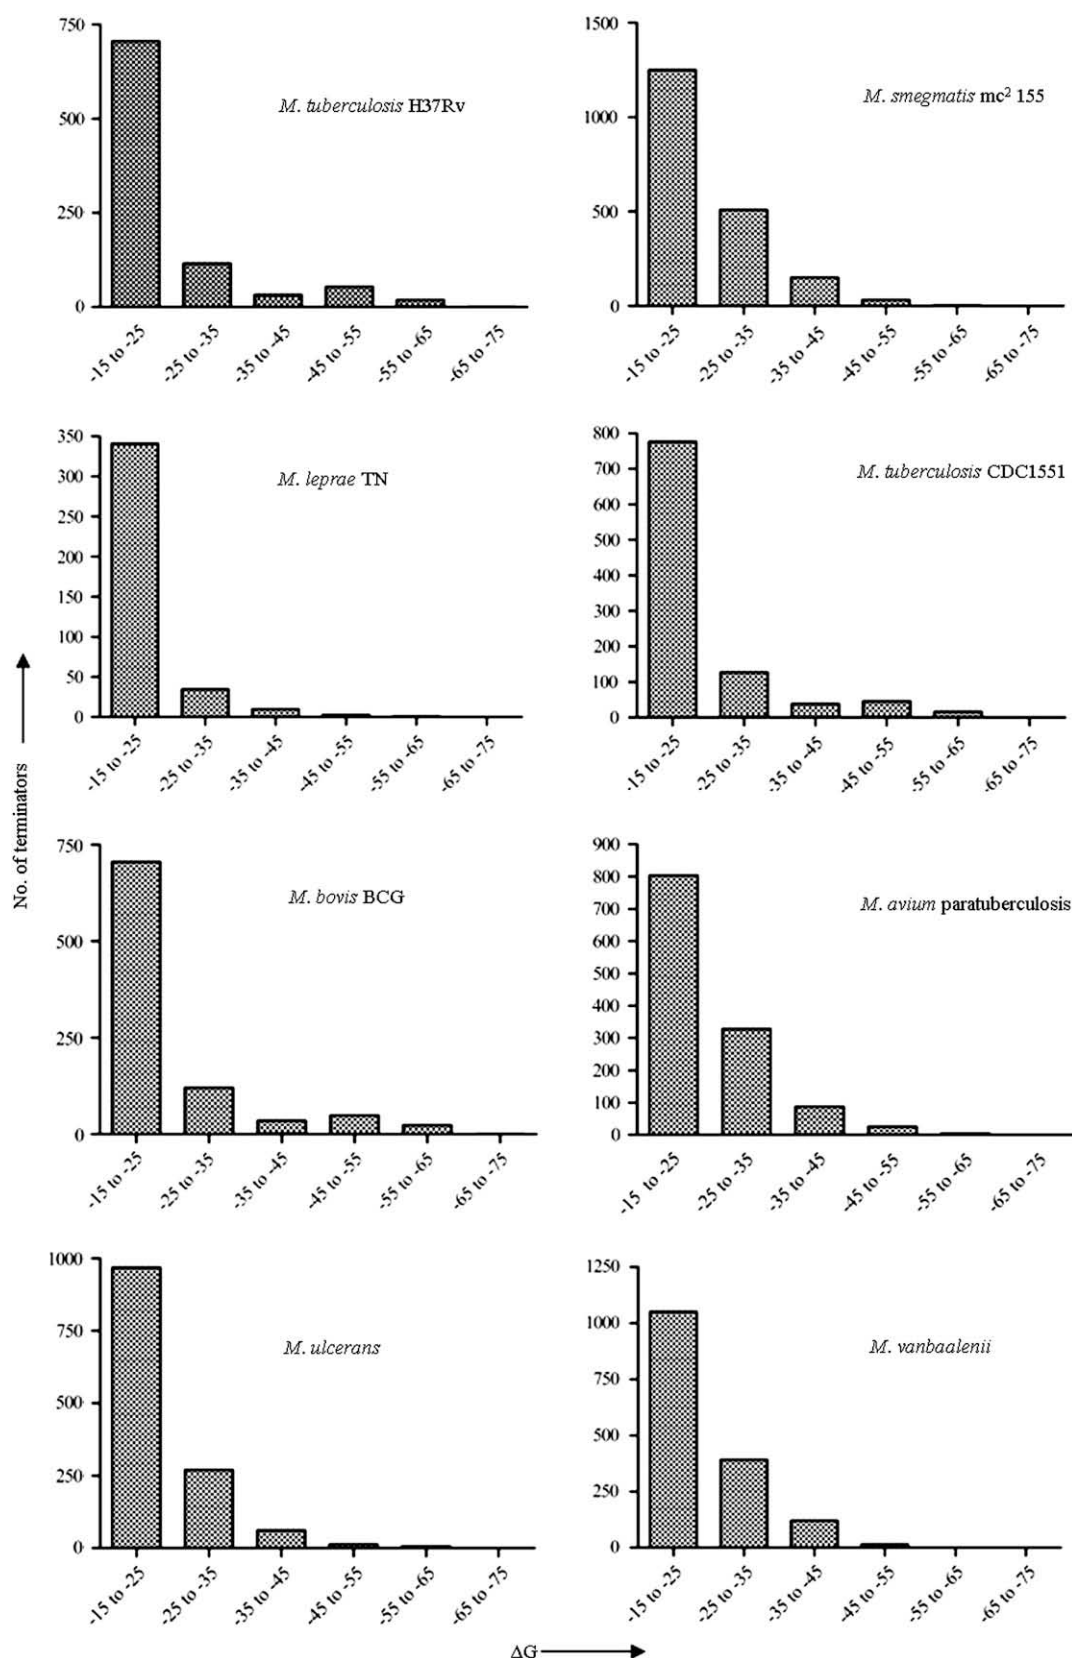 750
500
250
0
M. tuberculosis H37Rv
-15 to -25
-25 to -35
-35 to -45
-45 to -55
-55 to -65
-65 to -75
1500
1000
500
0
M. smegmatis mc² 155
-15 to -25
-25 to -35
-35 to -45
-45 to -55
-55 to -65
-65 to -75
350
300
250
200
150
100
50
0
M. leprae TN
-15 to -25
-25 to -35
-35 to -45
-45 to -55
-55 to -65
-65 to -75
800
700
600
500
400
300
200
100
0
M. tuberculosis CDC1551
-15 to -25
-25 to -35
-35 to -45
-45 to -55
-55 to -65
-65 to -75
No. of terminators
750
500
250
0
M. bovis BCG
-15 to -25
-25 to -35
-35 to -45
-45 to -55
-55 to -65
-65 to -75
900
800
700
600
500
400
300
200
100
0
M. avium paratuberculosis
-15 to -25
-25 to -35
-35 to -45
-45 to -55
-55 to -65
-65 to -75
1000
750
500
250
0
M. ulcerans
-15 to -25
-25 to -35
-35 to -45
-45 to -55
-55 to -65
-65 to -75
1250
1000
750
500
250
0
M. vanbaalenii
-15 to -25
-25 to -35
-35 to -45
-45 to -55
-55 to -65
-65 to -75
ΔG